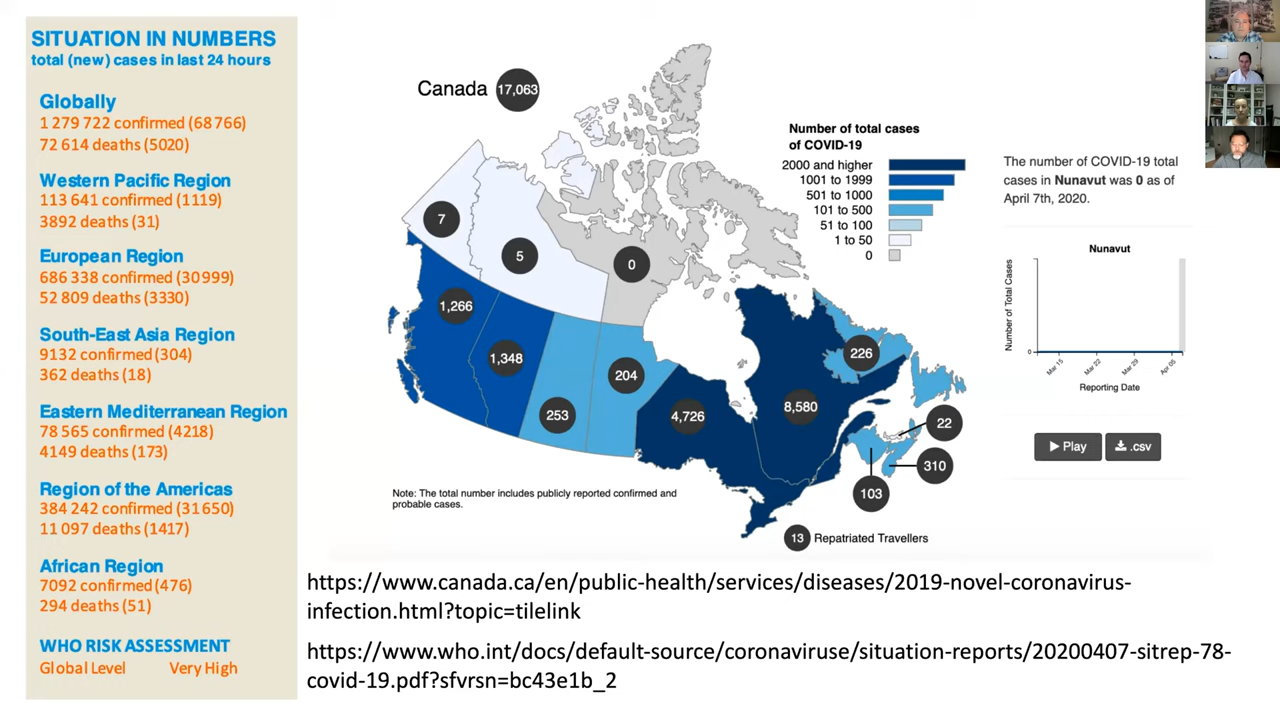 SITUATION IN NUMBERS
total (new) cases in last 24 hours
Globally
1 279 722 confirmed (68 766)
72 614 deaths (5020)
Western Pacific Region
113 641 confirmed (1119)
3892 deaths (31)
European Region
686 338 confirmed (30 999)
52 809 deaths (3330)
South-East Asia Region
9132 confirmed (304)
362 deaths (18)
Eastern Mediterranean Region
78 565 confirmed (4218)
4149 deaths (173)
Region of the Americas
384 242 confirmed (31 650)
11 097 deaths (1417)
African Region
7092 confirmed (476)
294 deaths (51)
WHO RISK ASSESSMENT
Global Level Very High
Canada 17,063
7
5
0
1,266
1,348
253
204
4,726
8,580
226
22
310
103
13 Repatriated Travellers
Note: The total number includes publicly reported confirmed and
probable cases.
Number of total cases
of COVID-19
2000 and higher
1001 to 1999
501 to 1000
101 to 500
51 to 100
1 to 50
0
The number of COVID-19 total
cases in Nunavut was 0 as of
April 7th, 2020.
Nunavut
Number of Total Cases
0
Mar 15
Mar 22
Mar 29
Apr 05
Reporting Date
Play
.csv
https://www.canada.ca/en/public-health/services/diseases/2019-novel-coronavirus-
infection.html?topic=tilelink
https://www.who.int/docs/default-source/coronaviruse/situation-reports/20200407-sitrep-78-
covid-19.pdf?sfvrsn=bc43e1b_2